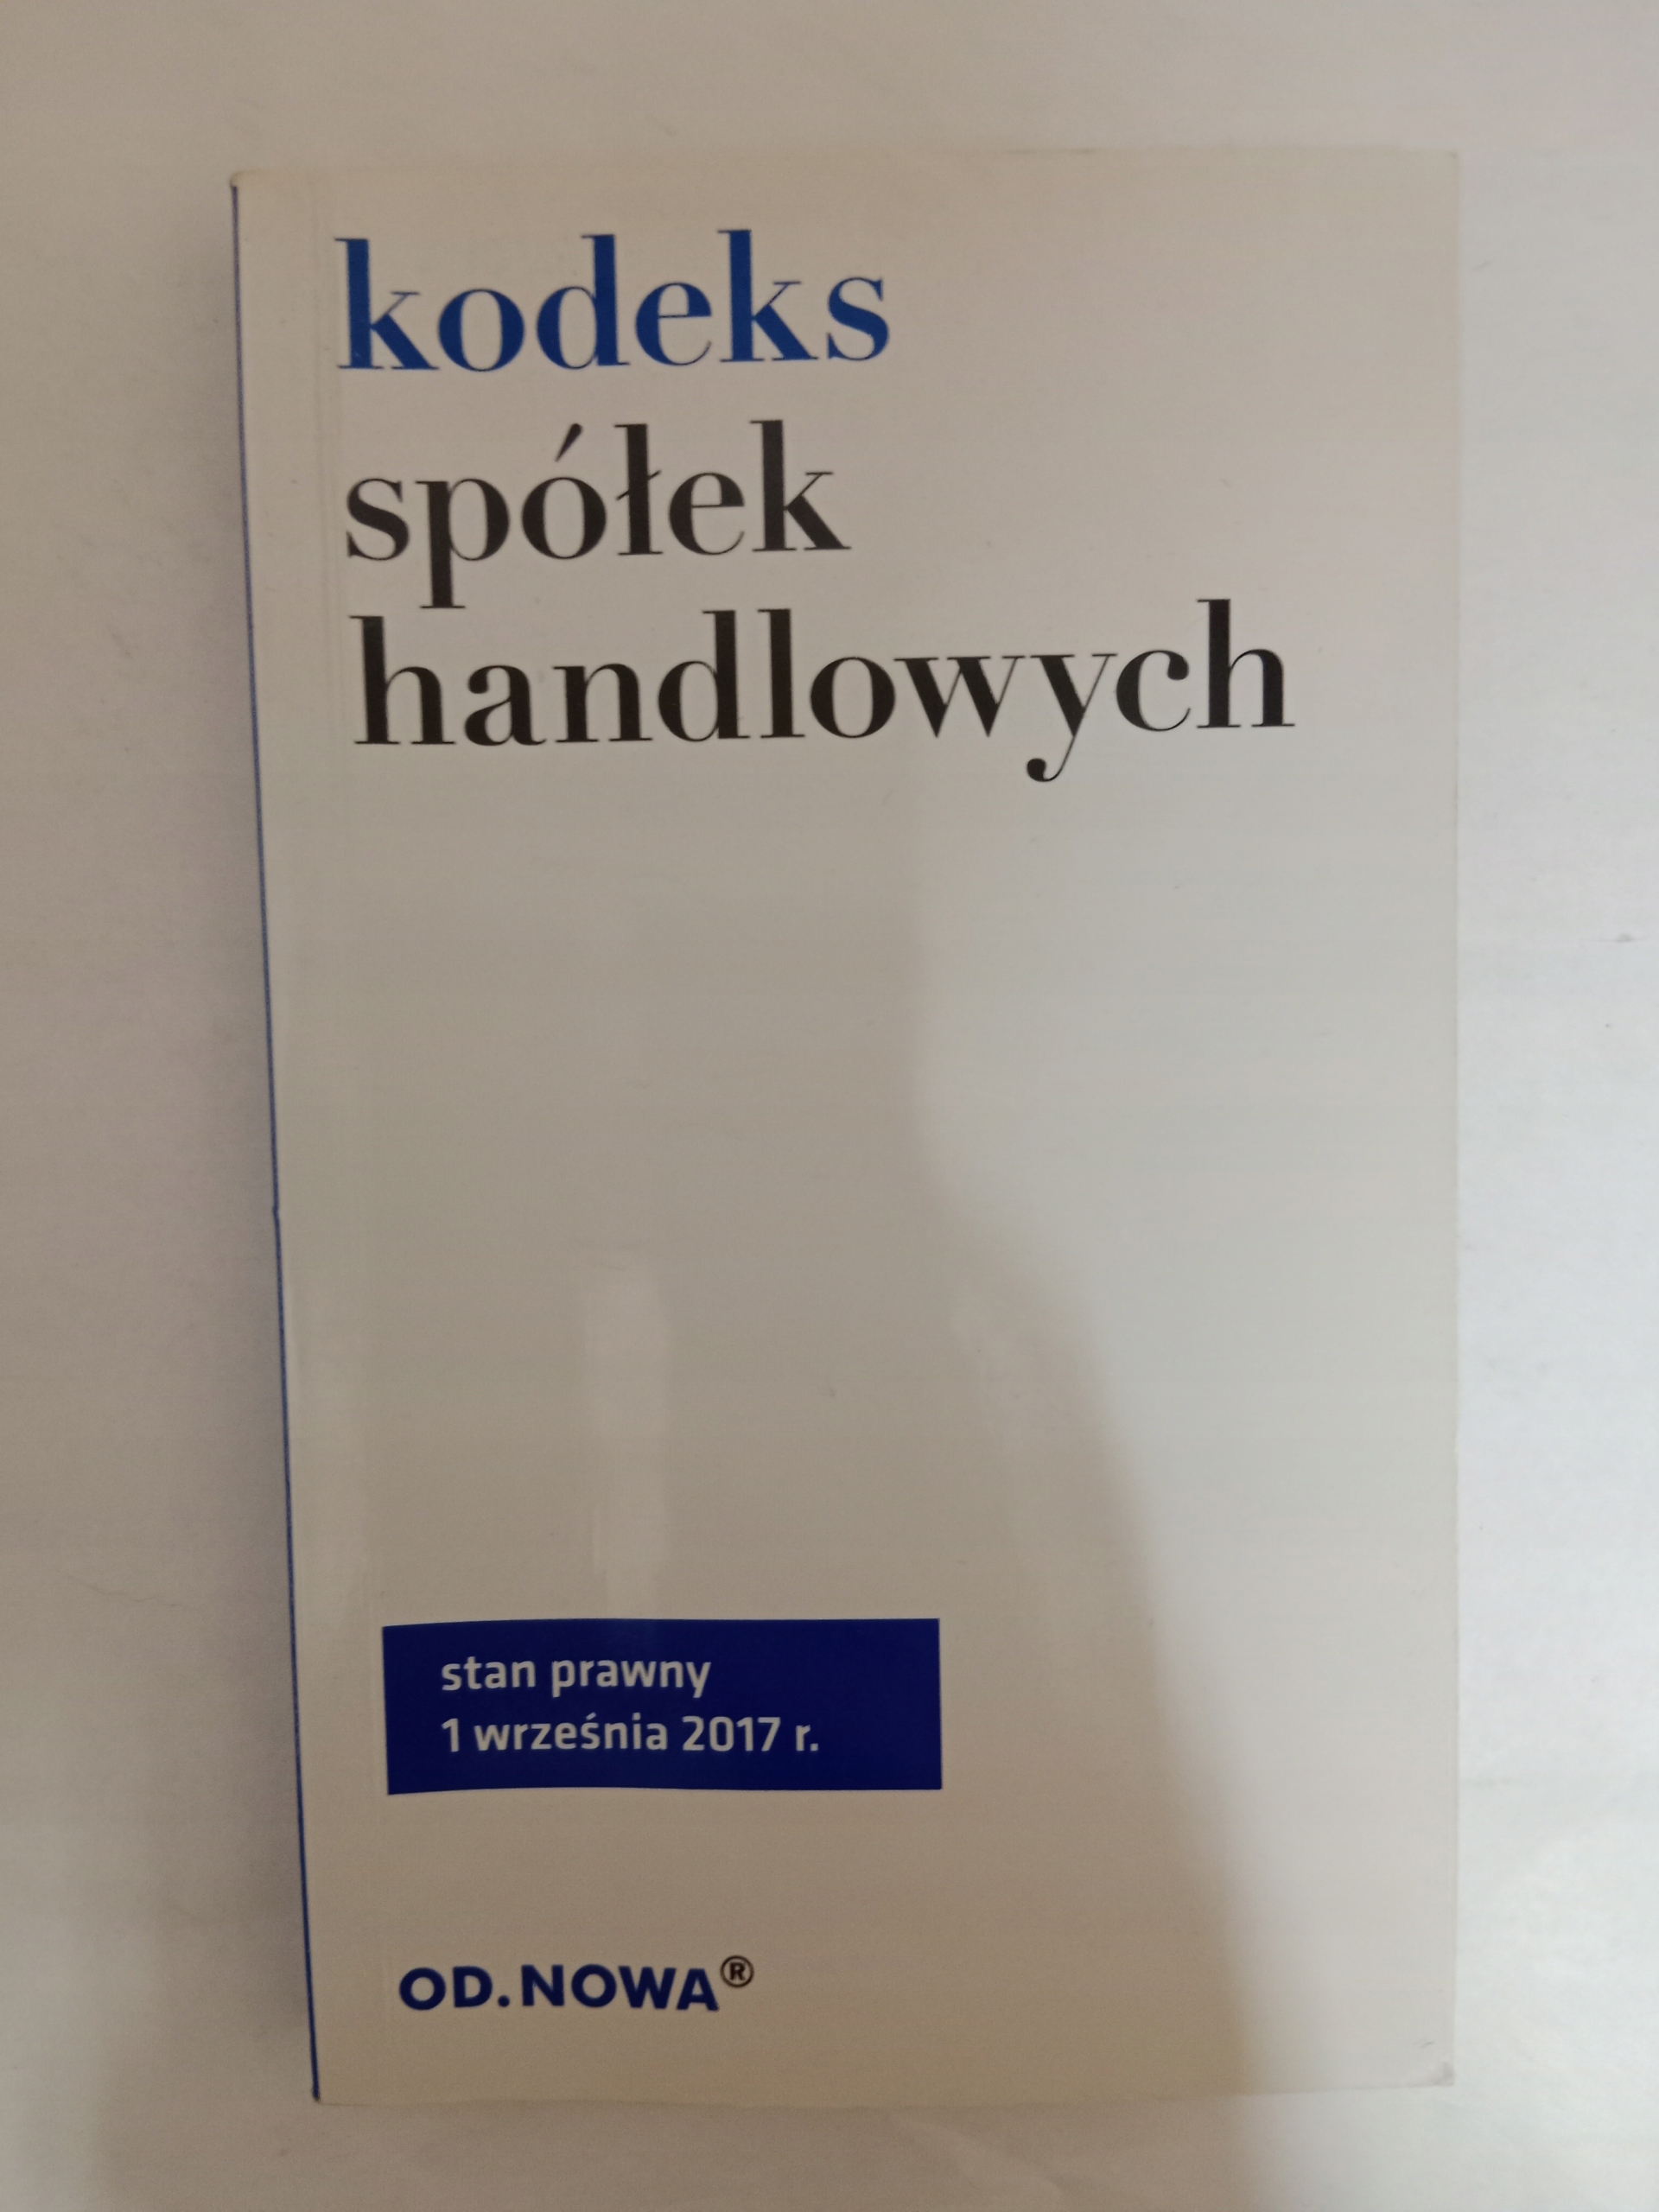 kodeks
spółek
handlowych
stan prawny
1 września 2017 r.
OD.NOWA®